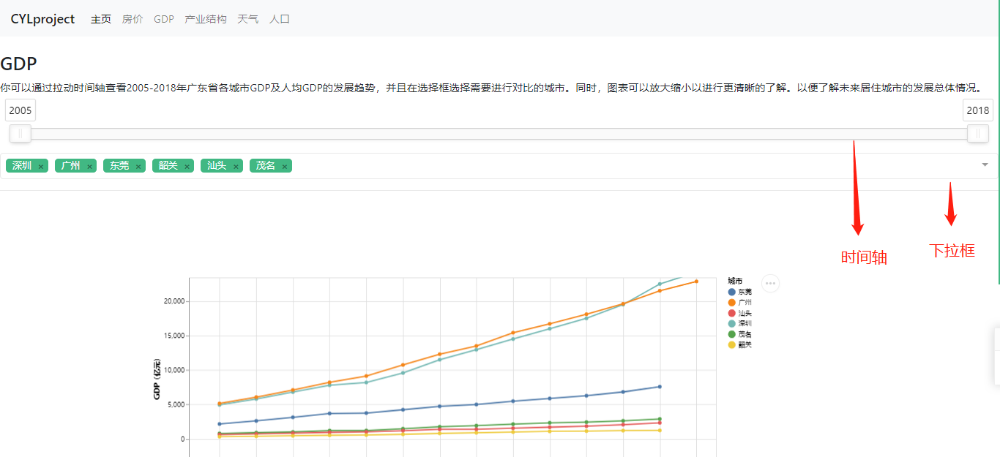 CYLproject 主页 房价 GDP 产业结构 天气 人口
GDP
你可以通过拉动时间轴查看2005-2018年广东省各城市GDP及人均GDP的发展趋势，并且在选择框选择需要进行对比的城市。同时，图表可以放大缩小以进行更清晰的了解。以便了解未来居住城市的发展总体情况。
2005 2018
深圳 × 广州 × 东莞 × 韶关 × 汕头 × 茂名 ×
时间轴 下拉框
城市
东莞
广州
汕头
深圳
茂名
韶关
20,000
15,000
10,000
5,000
0
GDP (亿元)